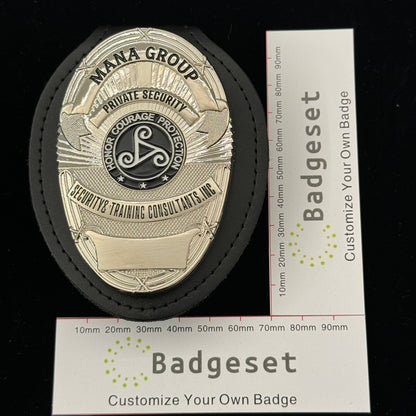 MANA GROUP
PRIVATE SECURITY
HONOR COURAGE PROTECTION
SECURITYS TRAINING CONSULTANTS, INC
10mm 20mm 30mm 40mm 50mm 60mm 70mm 80mm 90mm
Badgeset
Customize Your Own Badge
10mm 20mm 30mm 40mm 50mm 60mm 70mm 80mm 90mm
Badgeset
Customize Your Own Badge